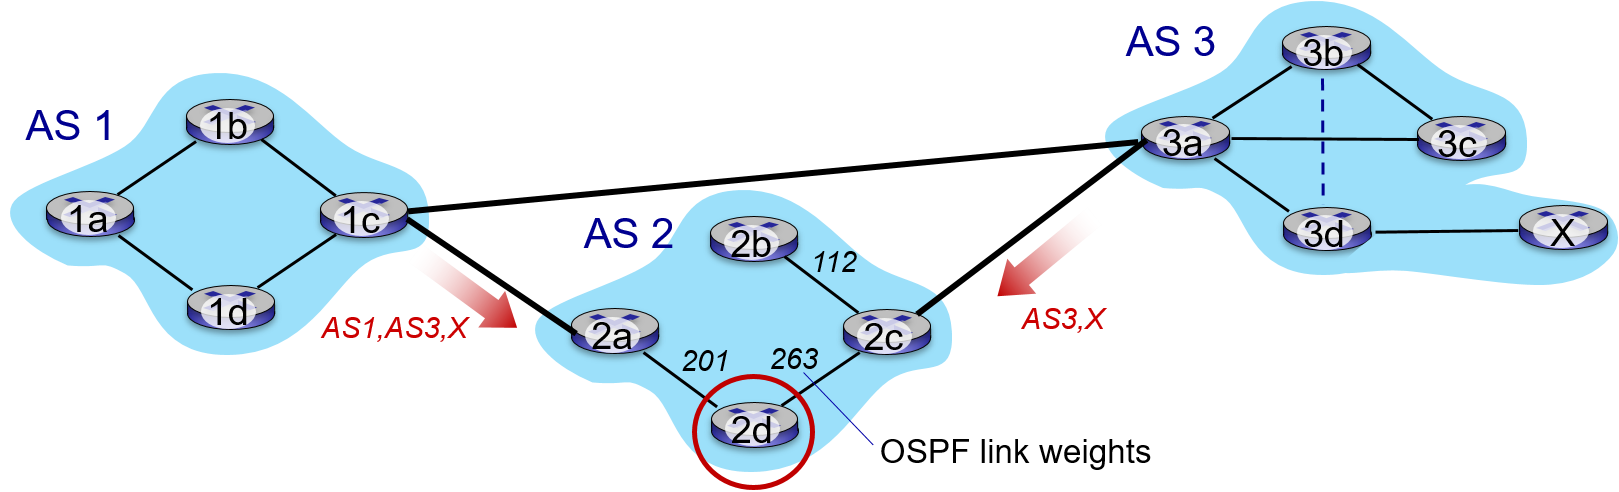 AS 3
3b
AS 1
1b
3a
3c
1a
1c
AS 2
2b
3d
X
112
1d
AS1,AS3,X
2a
2c
AS3,X
201
263
2d
OSPF link weights